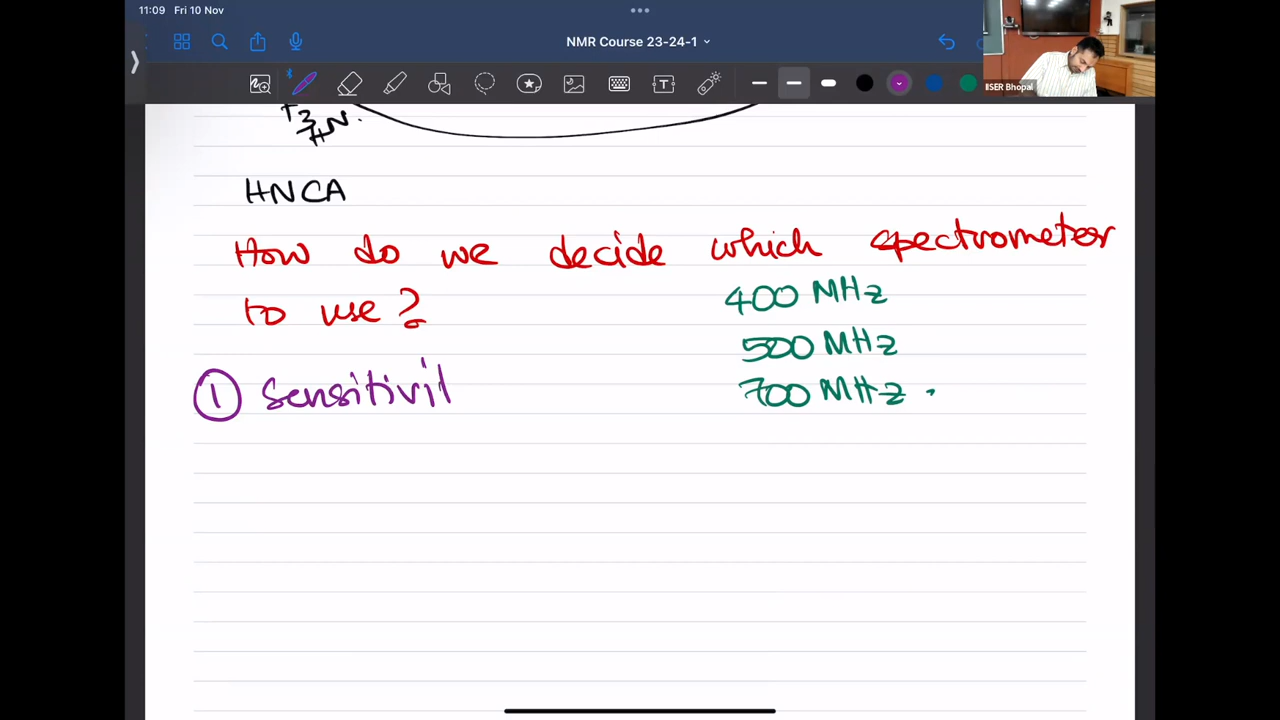 11:09 Fri 10 Nov
NMR Course 23-24-1
IISER Bhopal
HN.
HNCA
How do we decide which spectrometer
to use?
400 MHz
500 MHz
① Sensitivit
700 MHz